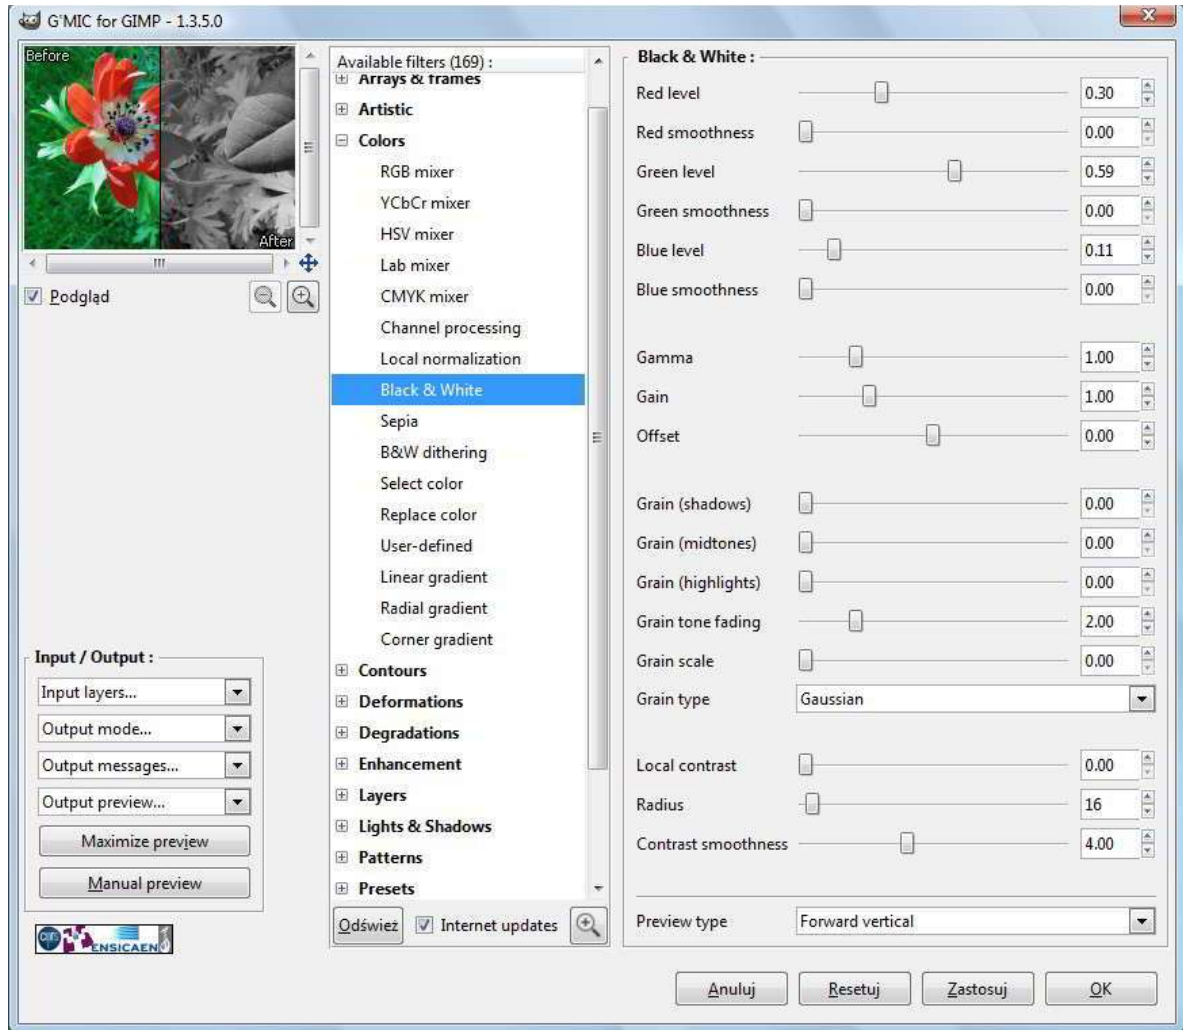 G'MIC for GIMP - 1.3.5.0
Before
After
Podgląd
Input / Output :
Input layers...
Output mode...
Output messages...
Output preview...
Maximize preview
Manual preview
ENSICAEN
Available filters (169) :
Arrays & frames
Artistic
Colors
RGB mixer
YCbCr mixer
HSV mixer
Lab mixer
CMYK mixer
Channel processing
Local normalization
Black & White
Sepia
B&W dithering
Select color
Replace color
User-defined
Linear gradient
Radial gradient
Corner gradient
Contours
Deformations
Degradations
Enhancement
Layers
Lights & Shadows
Patterns
Presets
Odśwież Internet updates
Black & White :
Red level 0.30
Red smoothness 0.00
Green level 0.59
Green smoothness 0.00
Blue level 0.11
Blue smoothness 0.00
Gamma 1.00
Gain 1.00
Offset 0.00
Grain (shadows) 0.00
Grain (midtones) 0.00
Grain (highlights) 0.00
Grain tone fading 2.00
Grain scale 0.00
Grain type Gaussian
Local contrast 0.00
Radius 16
Contrast smoothness 4.00
Preview type Forward vertical
Anuluj Resetuj Zastosuj OK